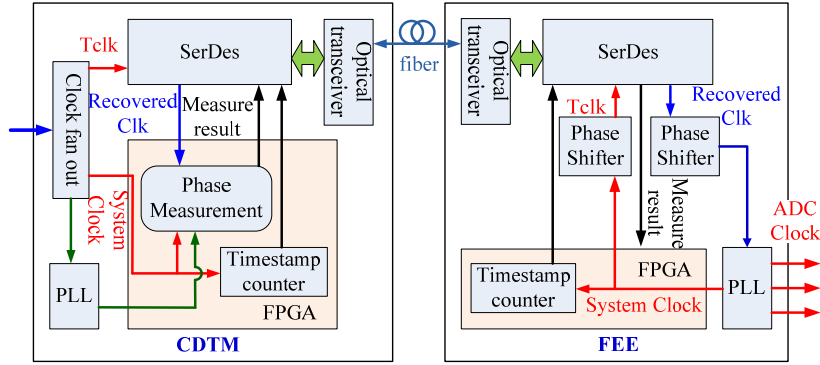 SerDes
Tclk
Recovered
Clk
Measure
result
Optical
transceiver
Clock fan out
Phase
Measurement
System
Clock
Timestamp
counter
PLL
FPGA
CDTM
fiber
Optical
transceiver
SerDes
Tclk
Recovered
Clk
Phase
Shifter
Phase
Shifter
Measure
result
ADC
Clock
FPGA
Timestamp
counter
System Clock
PLL
FEE